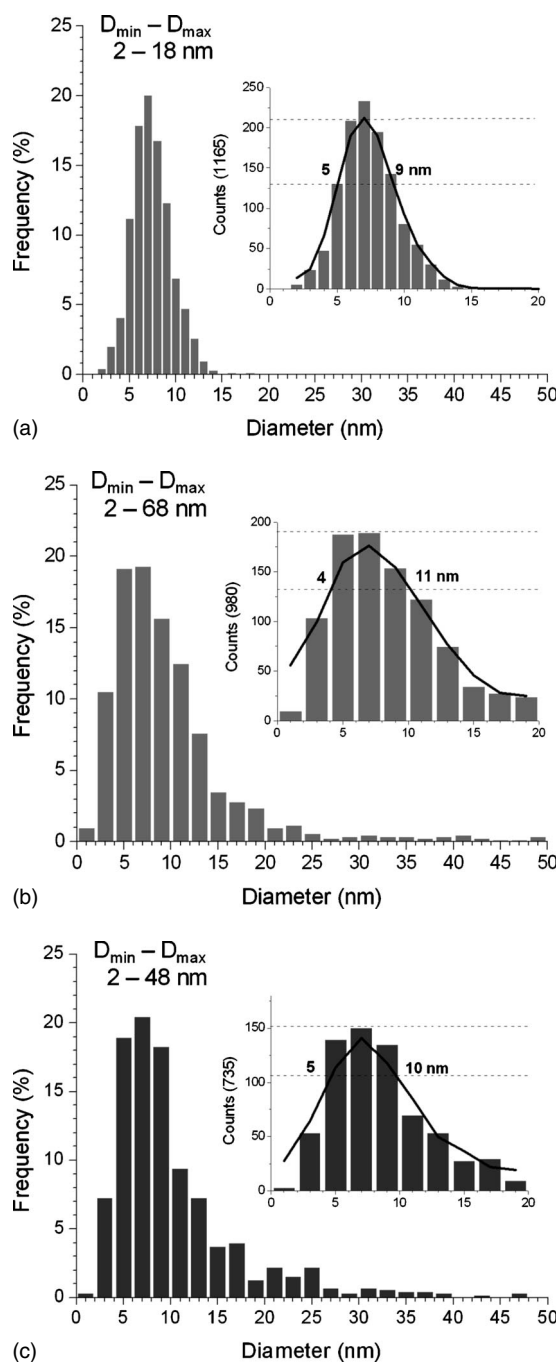 D_min – D_max
2 – 18 nm
25
20
15
10
5
0
Frequency (%)
250
200
150
100
50
0
Counts (1165)
5
9 nm
0 5 10 15 20
0 5 10 15 20 25 30 35 40 45 50
(a)
Diameter (nm)
D_min – D_max
2 – 68 nm
25
20
15
10
5
0
Frequency (%)
200
150
100
50
0
Counts (980)
4
11 nm
0 5 10 15 20
0 5 10 15 20 25 30 35 40 45 50
(b)
Diameter (nm)
D_min – D_max
2 – 48 nm
25
20
15
10
5
0
Frequency (%)
150
100
50
0
Counts (735)
5
10 nm
0 5 10 15 20
0 5 10 15 20 25 30 35 40 45 50
(c)
Diameter (nm)